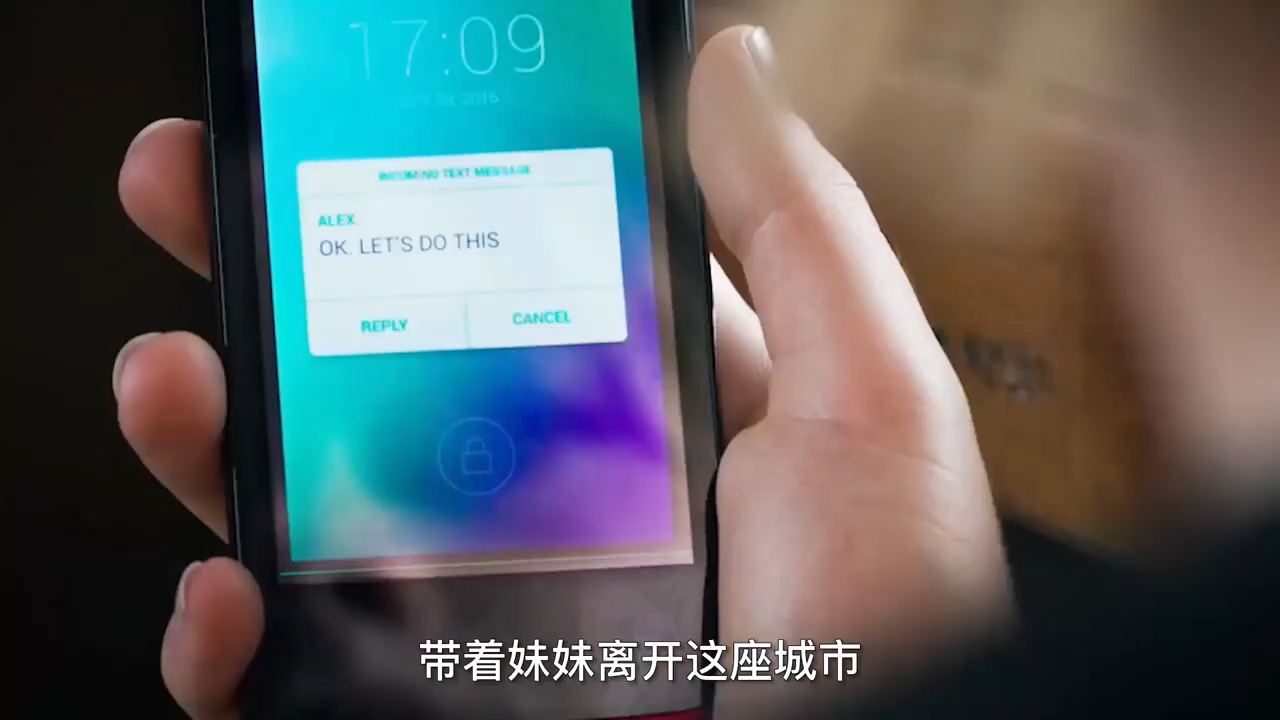 17:09
INCOMING TEXT MESSAGE
ALEX
OK. LET'S DO THIS
REPLY
CANCEL
带着妹妹离开这座城市